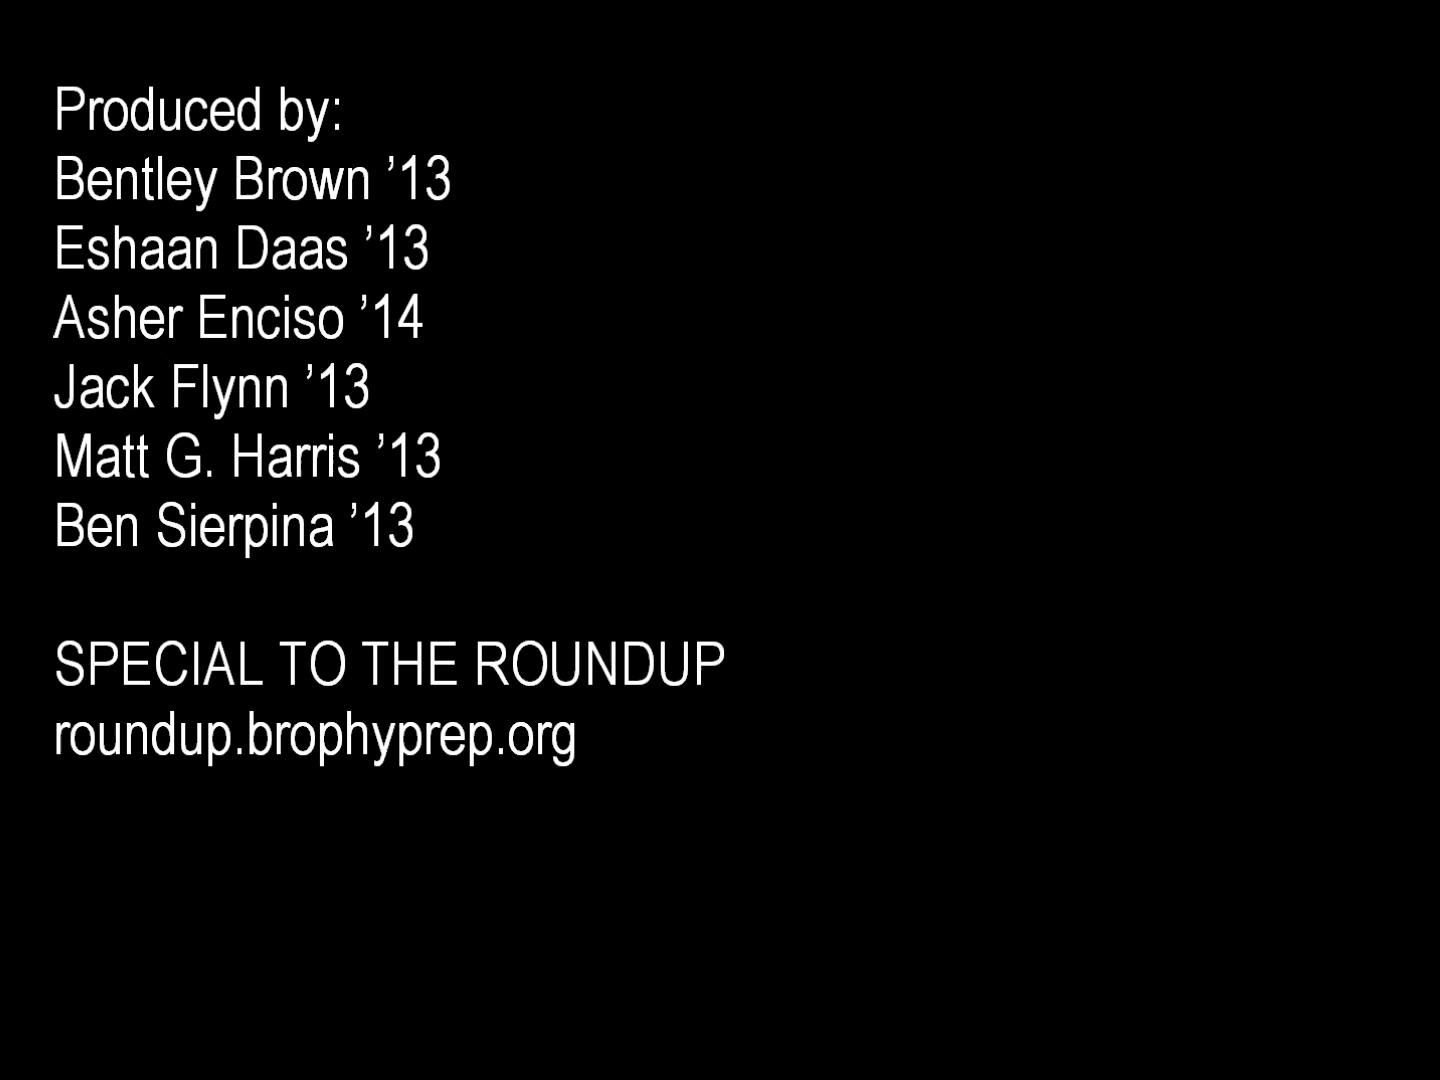 Produced by:
Bentley Brown ’13
Eshaan Daas ’13
Asher Enciso ’14
Jack Flynn ’13
Matt G. Harris ’13
Ben Sierpina ’13
SPECIAL TO THE ROUNDUP
roundup.brophyprep.org